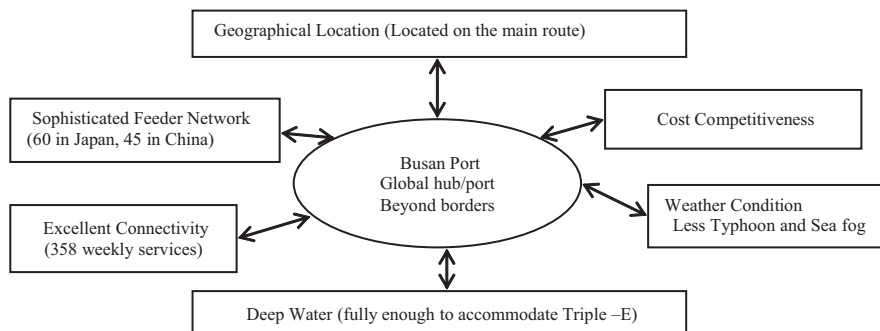 Geographical Location (Located on the main route)
Sophisticated Feeder Network
(60 in Japan, 45 in China)
Cost Competitiveness
Busan Port
Global hub/port
Beyond borders
Excellent Connectivity
(358 weekly services)
Weather Condition
Less Typhoon and Sea fog
Deep Water (fully enough to accommodate Triple –E)